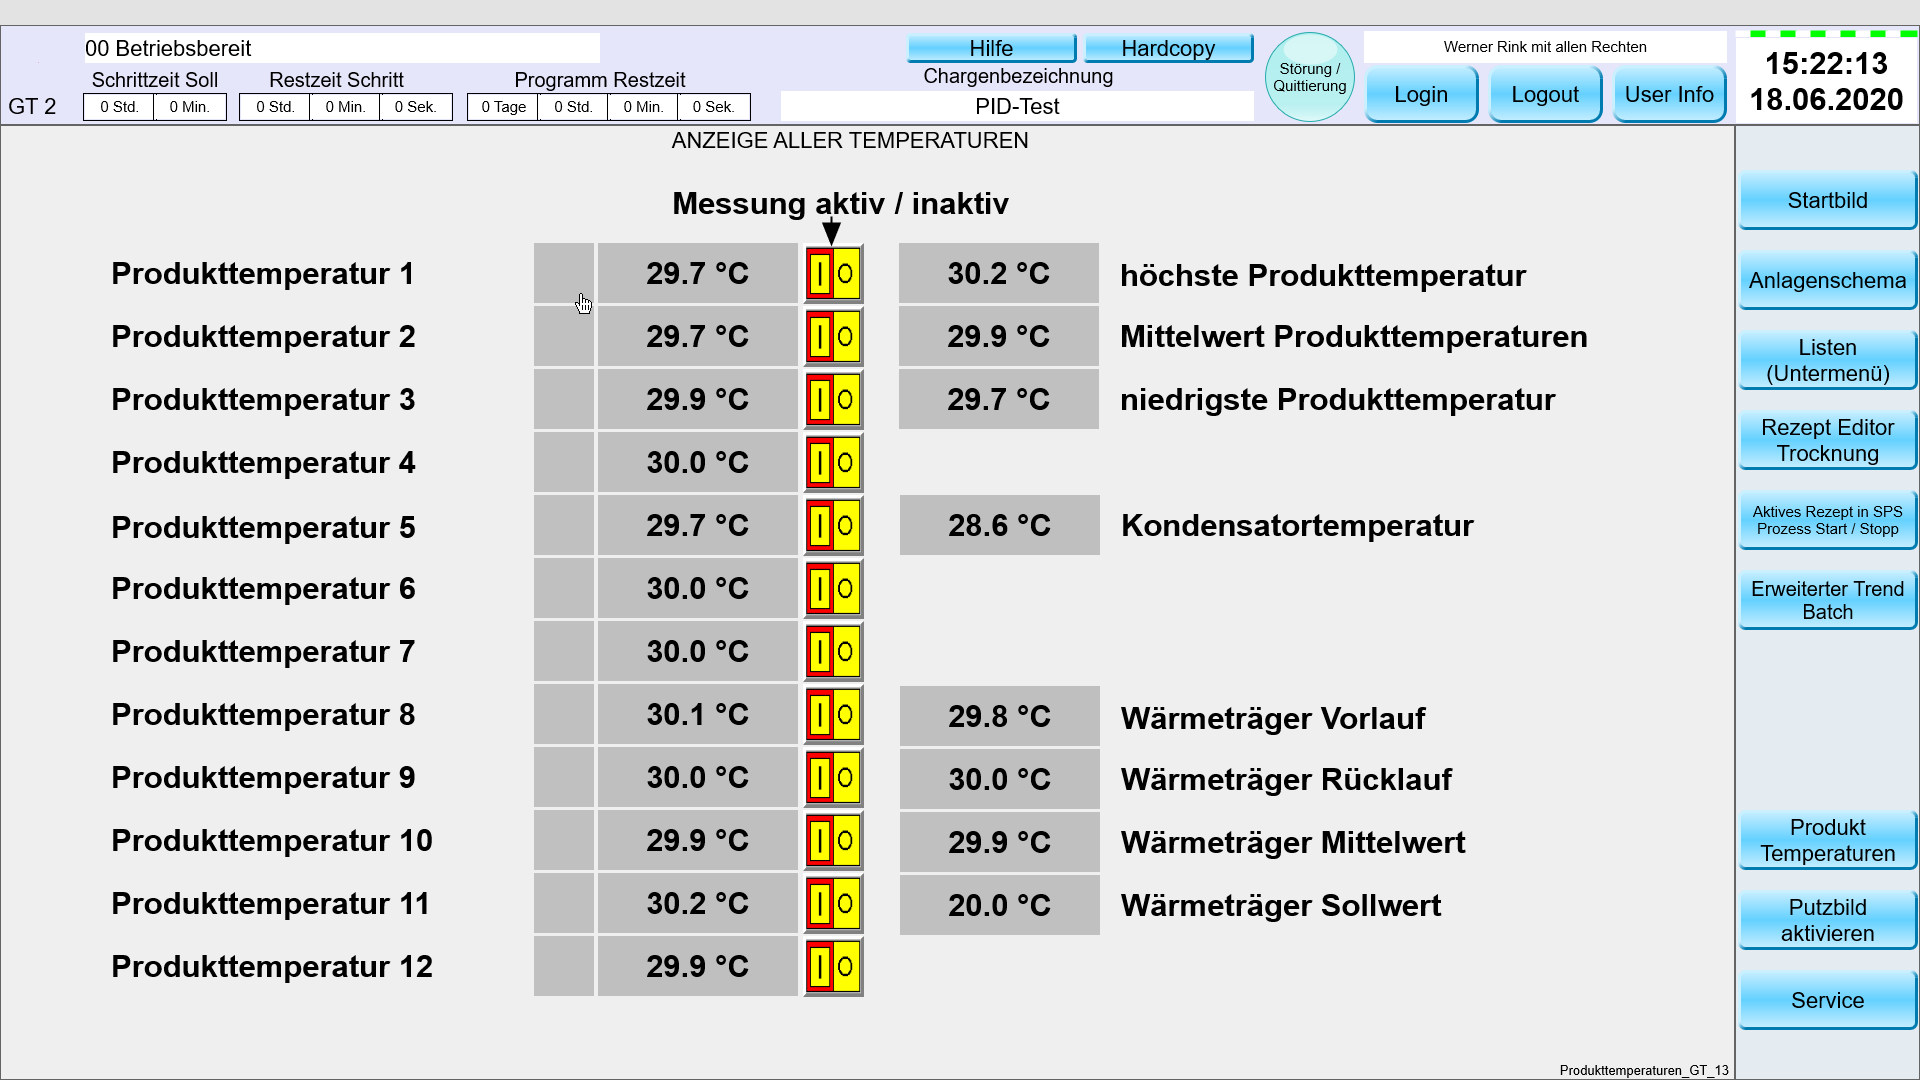 00 Betriebsbereit
Hilfe
Hardcopy
Störung /
Quittierung
Werner Rink mit allen Rechten
15:22:13
18.06.2020
Schrittzeit Soll
Restzeit Schritt
Programm Restzeit
Chargenbezeichnung
Login
Logout
User Info
GT 2
0 Std. 0 Min.
0 Std. 0 Min. 0 Sek.
0 Tage 0 Std. 0 Min. 0 Sek.
PID-Test
ANZEIGE ALLER TEMPERATUREN
Messung aktiv / inaktiv
Produkttemperatur 1 29.7 °C I O 30.2 °C höchste Produkttemperatur
Produkttemperatur 2 29.7 °C I O 29.9 °C Mittelwert Produkttemperaturen
Produkttemperatur 3 29.9 °C I O 29.7 °C niedrigste Produkttemperatur
Produkttemperatur 4 30.0 °C I O
Produkttemperatur 5 29.7 °C I O 28.6 °C Kondensatortemperatur
Produkttemperatur 6 30.0 °C I O
Produkttemperatur 7 30.0 °C I O
Produkttemperatur 8 30.1 °C I O 29.8 °C Wärmeträger Vorlauf
Produkttemperatur 9 30.0 °C I O 30.0 °C Wärmeträger Rücklauf
Produkttemperatur 10 29.9 °C I O 29.9 °C Wärmeträger Mittelwert
Produkttemperatur 11 30.2 °C I O 20.0 °C Wärmeträger Sollwert
Produkttemperatur 12 29.9 °C I O
Startbild
Anlagenschema
Listen
(Untermenü)
Rezept Editor
Trocknung
Aktives Rezept in SPS
Prozess Start / Stopp
Erweiterter Trend
Batch
Produkt
Temperaturen
Putzbild
aktivieren
Service
Produkttemperaturen_GT_13